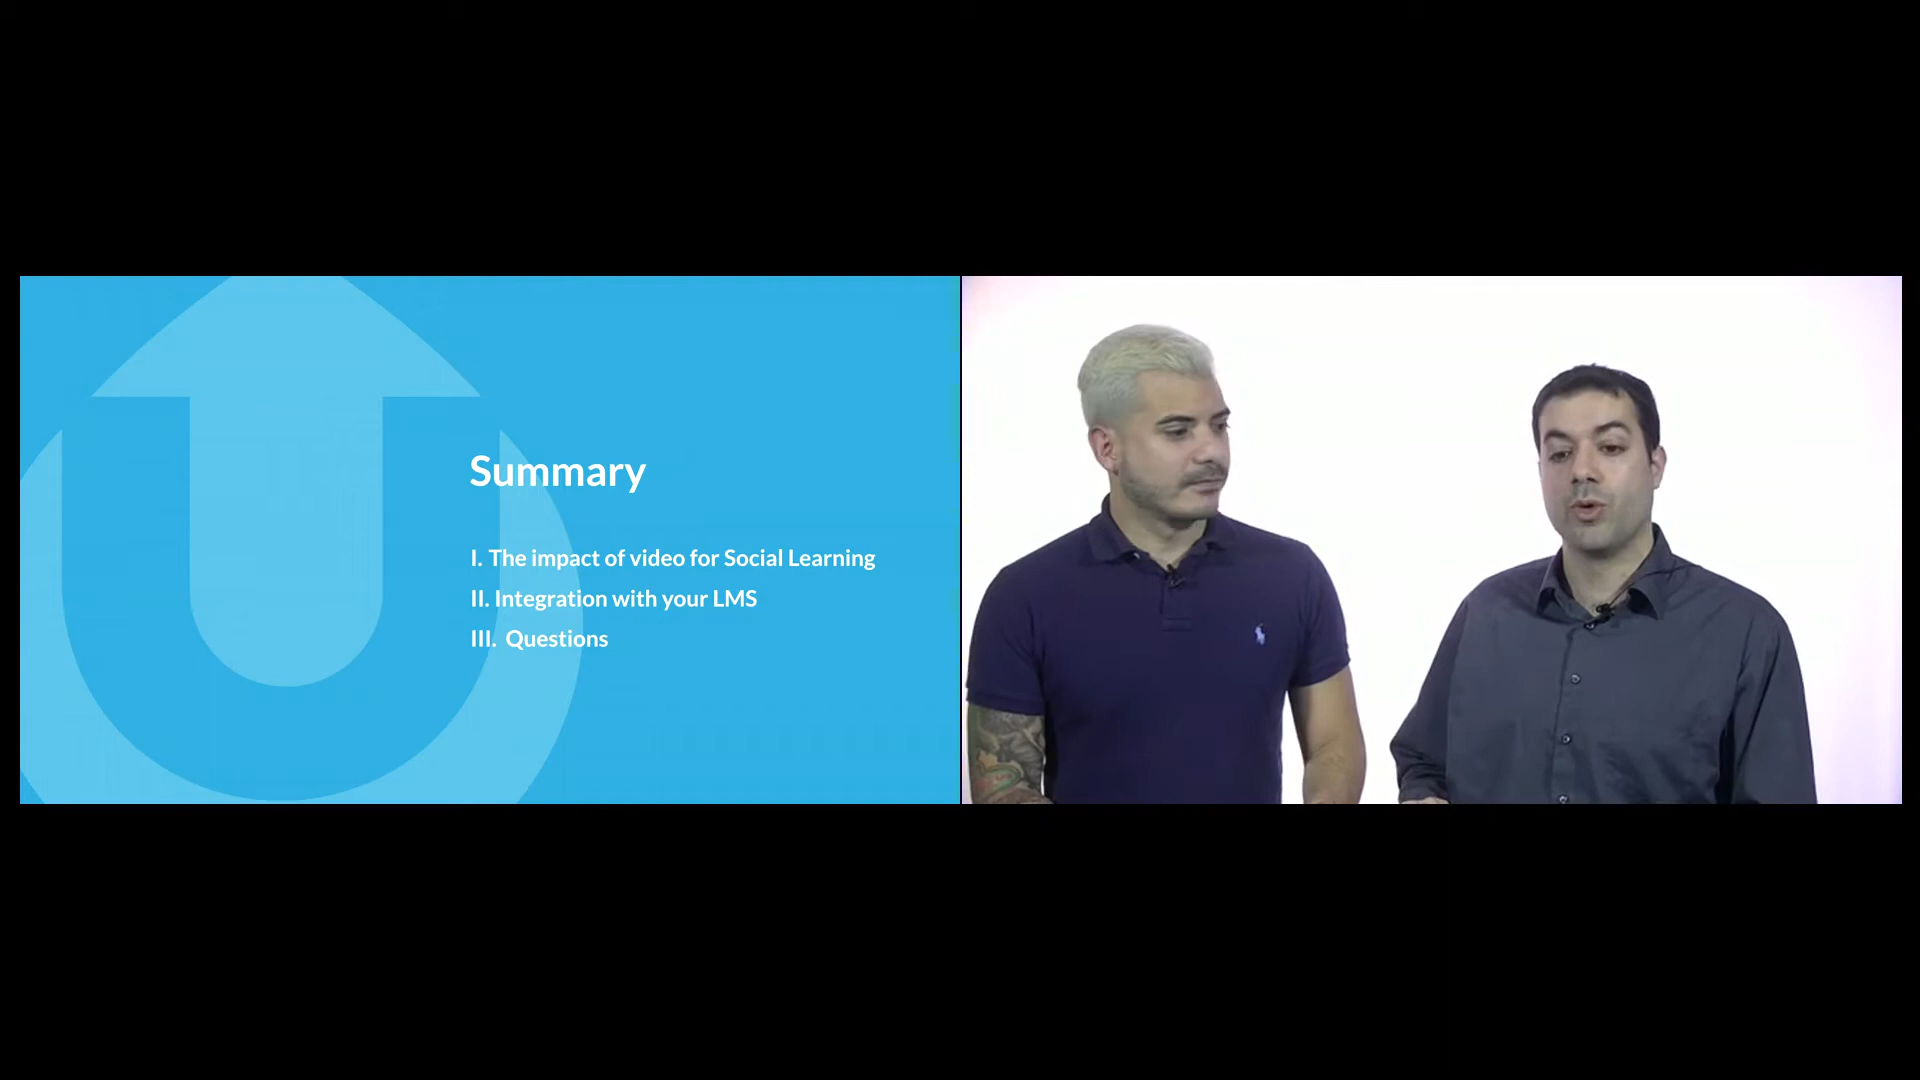 Summary
I. The impact of video for Social Learning
II. Integration with your LMS
III. Questions